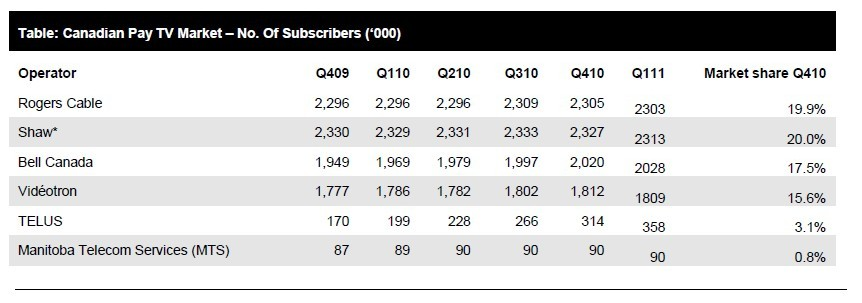 Table: Canadian Pay TV Market – No. Of Subscribers (‘000)
Operator Q409 Q110 Q210 Q310 Q410 Q111 Market share Q410
Rogers Cable 2,296 2,296 2,296 2,309 2,305 2303 19.9%
Shaw* 2,330 2,329 2,331 2,333 2,327 2313 20.0%
Bell Canada 1,949 1,969 1,979 1,997 2,020 2028 17.5%
Vidéotron 1,777 1,786 1,782 1,802 1,812 1809 15.6%
TELUS 170 199 228 266 314 358 3.1%
Manitoba Telecom Services (MTS) 87 89 90 90 90 90 0.8%